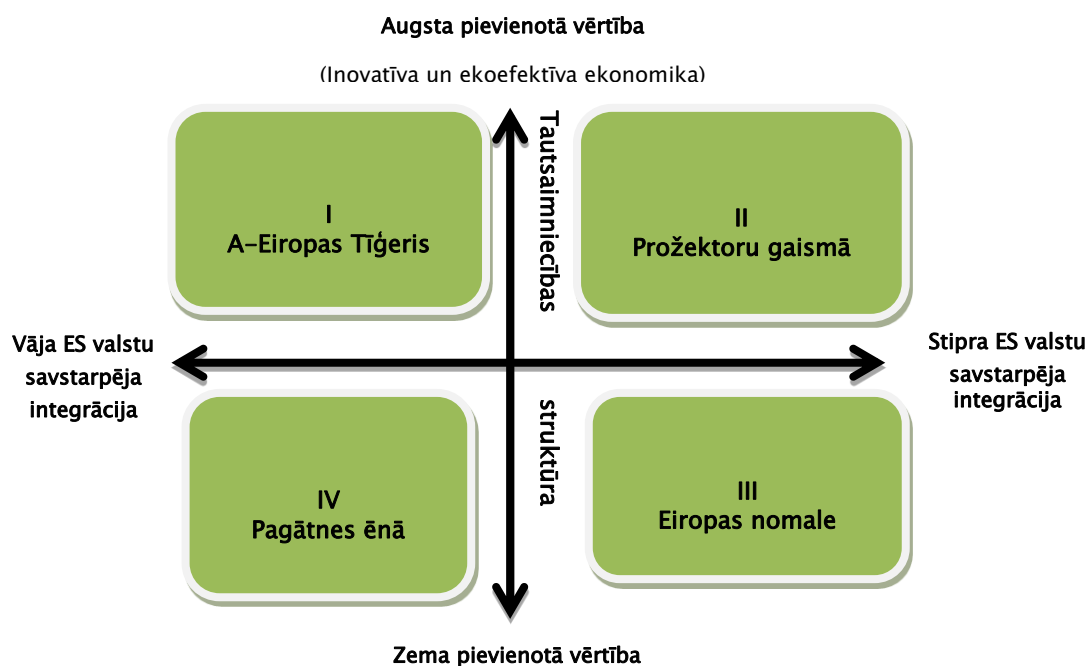 Augsta pievienotā vērtība
(Inovatīva un ekoefektīva ekonomika)
Tautsaimniecības
I
A-Eiropas Tīģeris
II
Prožektoru gaismā
Vāja ES valstu
savstarpēja
integrācija
Stipra ES valstu
savstarpēja
integrācija
struktūra
IV
Pagātnes ēnā
III
Eiropas nomale
Zema pievienotā vērtība